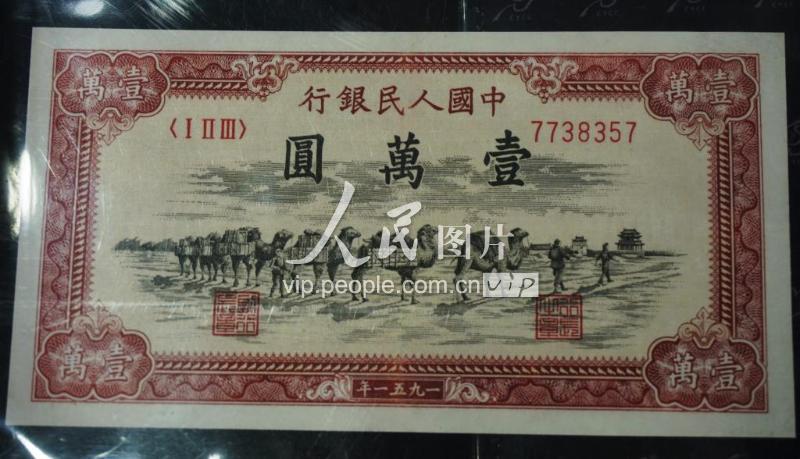 中國人民銀行
壹萬
壹萬
〈I II III〉
7738357
壹萬圓
人民图片
vip.people.com.cn
VIP
壹萬
壹萬
一九五一年